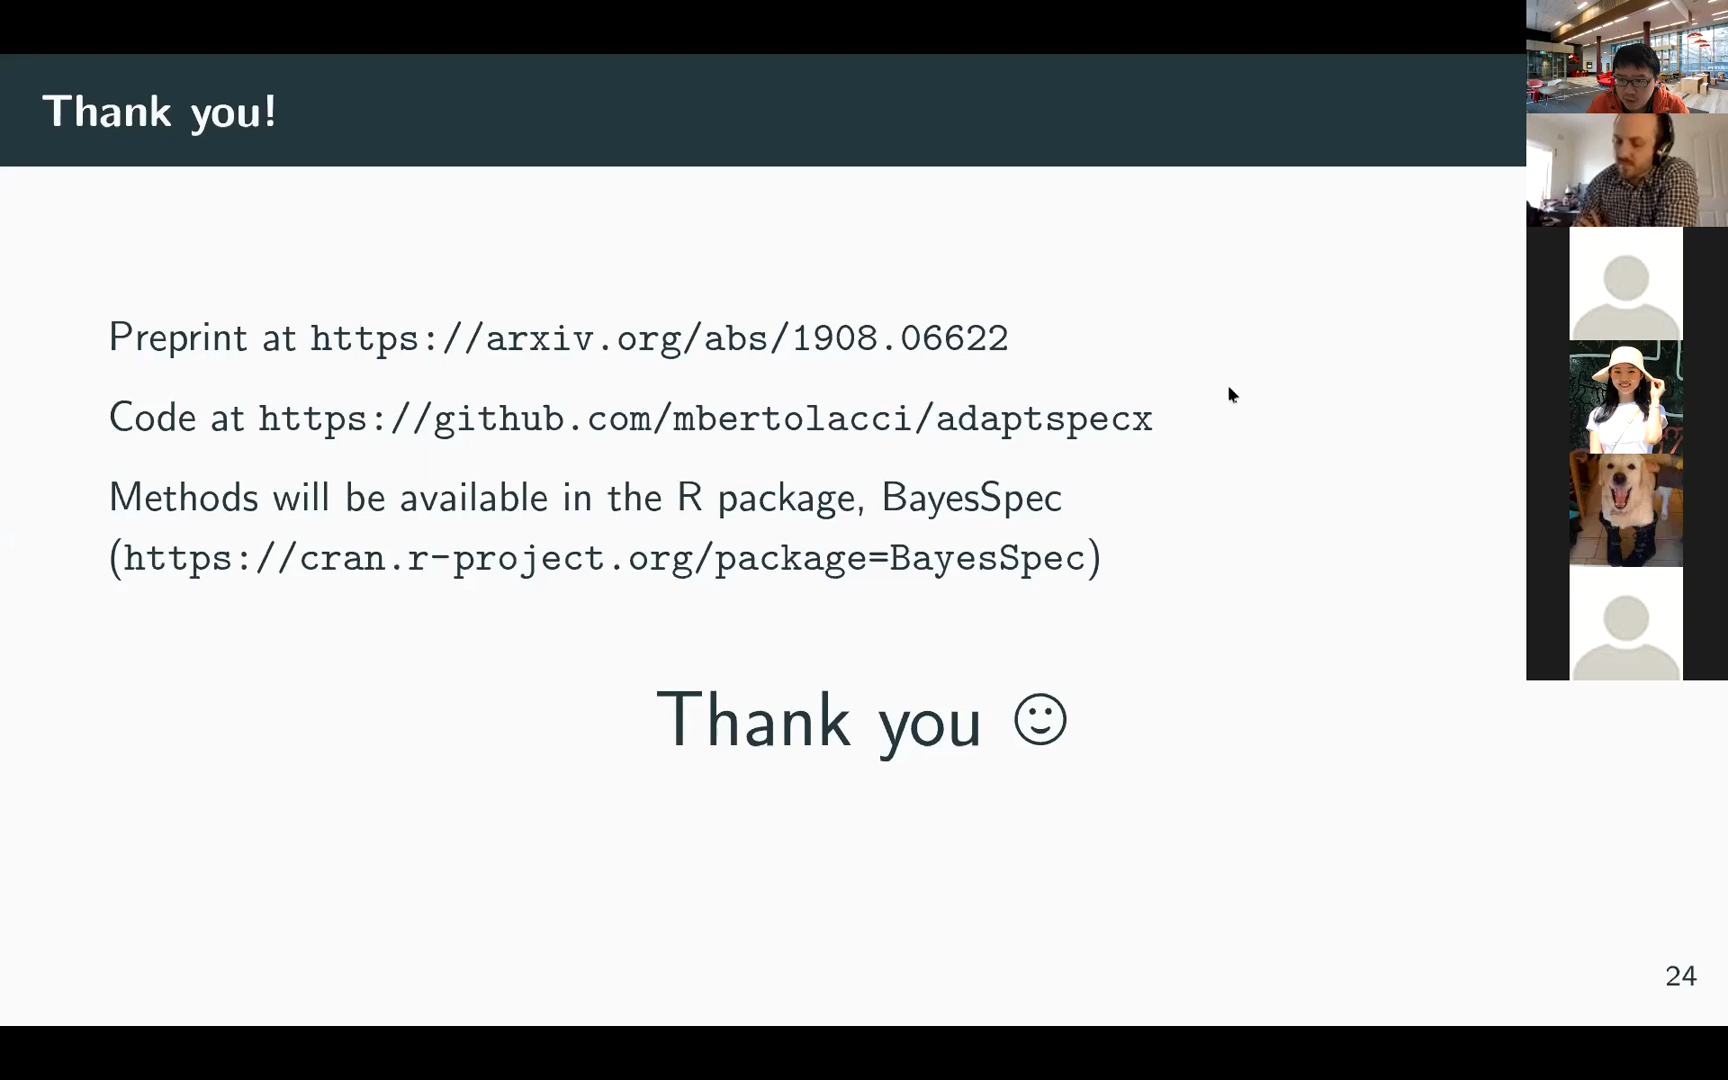 Thank you!
Preprint at https://arxiv.org/abs/1908.06622
Code at https://github.com/mbertolacci/adaptspecx
Methods will be available in the R package, BayesSpec
(https://cran.r-project.org/package=BayesSpec)
Thank you ☺
24